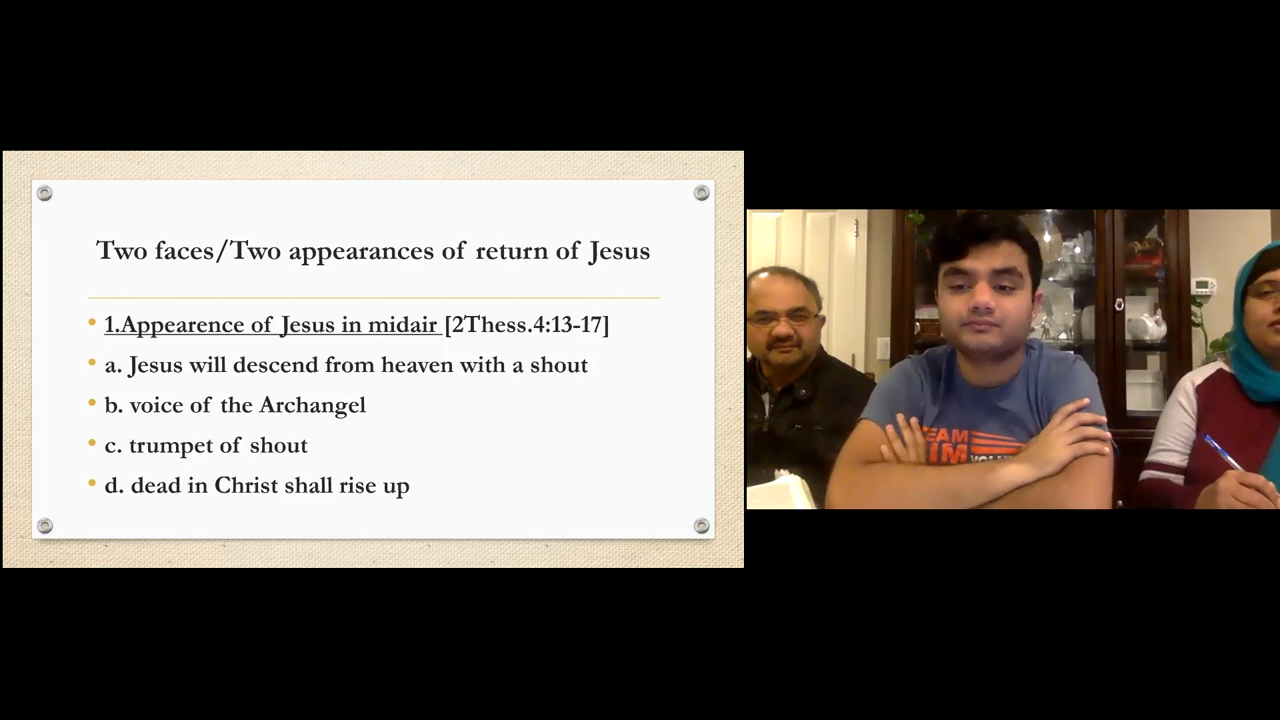 Two faces/Two appearances of return of Jesus
1.Appearence of Jesus in midair [2Thess.4:13-17]
a. Jesus will descend from heaven with a shout
b. voice of the Archangel
c. trumpet of shout
d. dead in Christ shall rise up